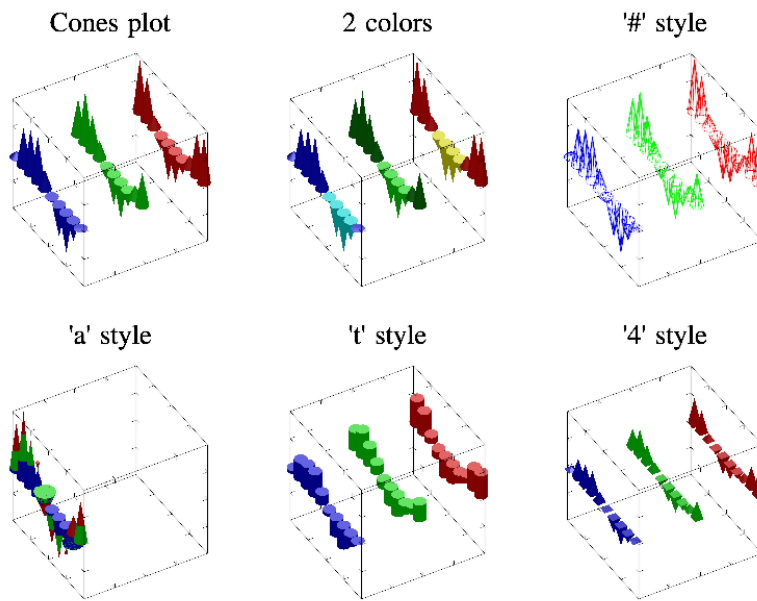 Cones plot
2 colors
'#' style
'a' style
't' style
'4' style